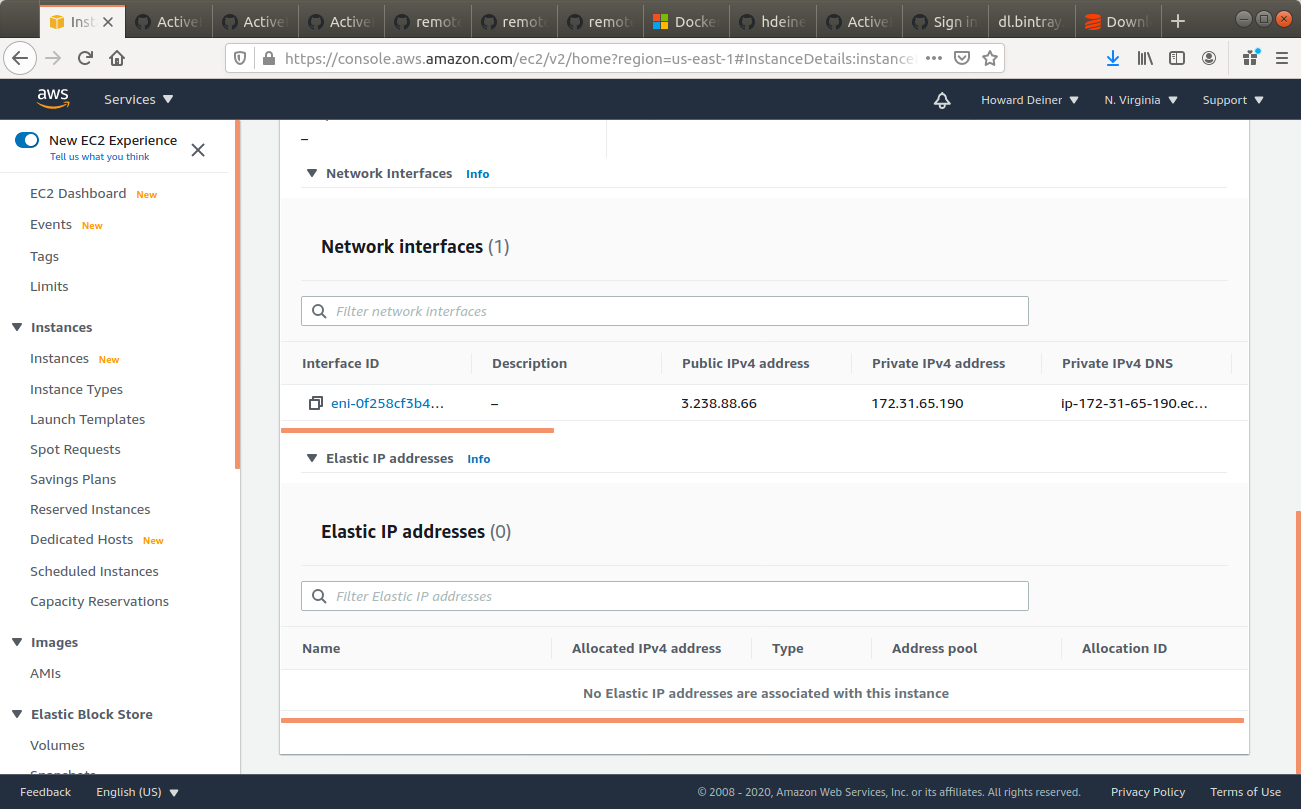 Inst
Active
Active
Active
remot
remot
remot
Docke
hdeine
Active
Sign in
dl.bintray.
Downl
https://console.aws.amazon.com/ec2/v2/home?region=us-east-1#InstanceDetails:instance
aws
Services
Howard Deiner
N. Virginia
Support
New EC2 Experience
Tell us what you think
EC2 Dashboard New
Events New
Tags
Limits
Instances
Instances New
Instance Types
Launch Templates
Spot Requests
Savings Plans
Reserved Instances
Dedicated Hosts New
Scheduled Instances
Capacity Reservations
Images
AMIs
Elastic Block Store
Volumes
Snapshots
–
Network Interfaces Info
Network interfaces (1)
Filter network interfaces
Interface ID Description Public IPv4 address Private IPv4 address Private IPv4 DNS
eni-0f258cf3b4... – 3.238.88.66 172.31.65.190 ip-172-31-65-190.ec...
Elastic IP addresses Info
Elastic IP addresses (0)
Filter Elastic IP addresses
Name Allocated IPv4 address Type Address pool Allocation ID
No Elastic IP addresses are associated with this instance
Feedback English (US) © 2008 - 2020, Amazon Web Services, Inc. or its affiliates. All rights reserved. Privacy Policy Terms of Use